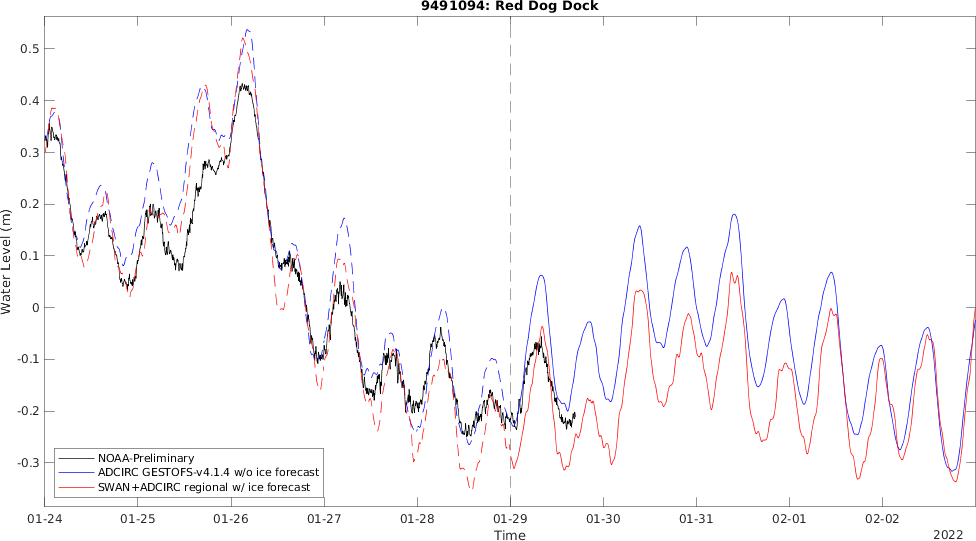 9491094: Red Dog Dock
Water Level (m)
0.5
0.4
0.3
0.2
0.1
0
-0.1
-0.2
-0.3
NOAA-Preliminary
ADCIRC GESTOFS-v4.1.4 w/o ice forecast
SWAN+ADCIRC regional w/ ice forecast
01-24 01-25 01-26 01-27 01-28 01-29 01-30 01-31 02-01 02-02
Time
2022